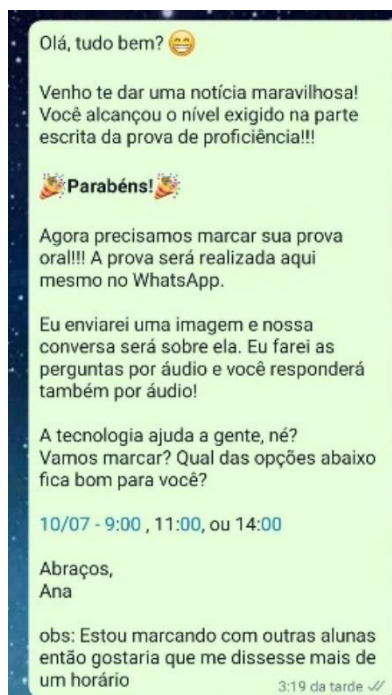 Olá, tudo bem? 😁
Venho te dar uma notícia maravilhosa!
Você alcançou o nível exigido na parte
escrita da prova de proficiência!!!
🎉Parabéns!🎉
Agora precisamos marcar sua prova
oral!!! A prova será realizada aqui
mesmo no WhatsApp.
Eu enviarei uma imagem e nossa
conversa será sobre ela. Eu farei as
perguntas por áudio e você responderá
também por áudio!
A tecnologia ajuda a gente, né?
Vamos marcar? Qual das opções abaixo
fica bom para você?
10/07 - 9:00 , 11:00, ou 14:00
Abraços,
Ana
obs: Estou marcando com outras alunas
então gostaria que me dissesse mais de
um horário
3:19 da tarde